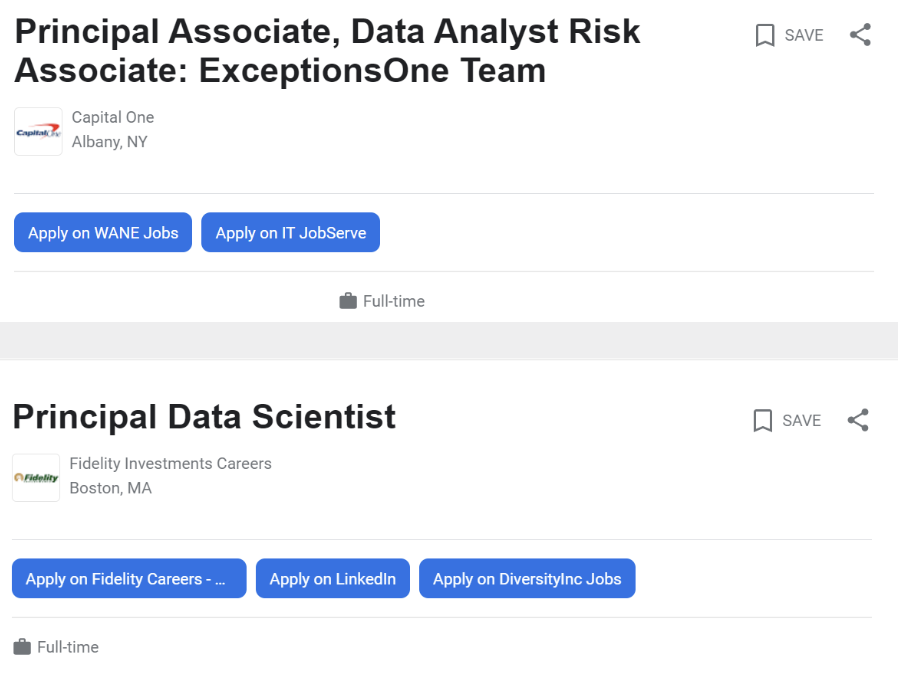 Principal Associate, Data Analyst Risk
Associate: ExceptionsOne Team
SAVE
Capital One
Capital One
Albany, NY
Apply on WANE Jobs
Apply on IT JobServe
Full-time
Principal Data Scientist
SAVE
Fidelity
Fidelity Investments Careers
Boston, MA
Apply on Fidelity Careers - ...
Apply on LinkedIn
Apply on DiversityInc Jobs
Full-time